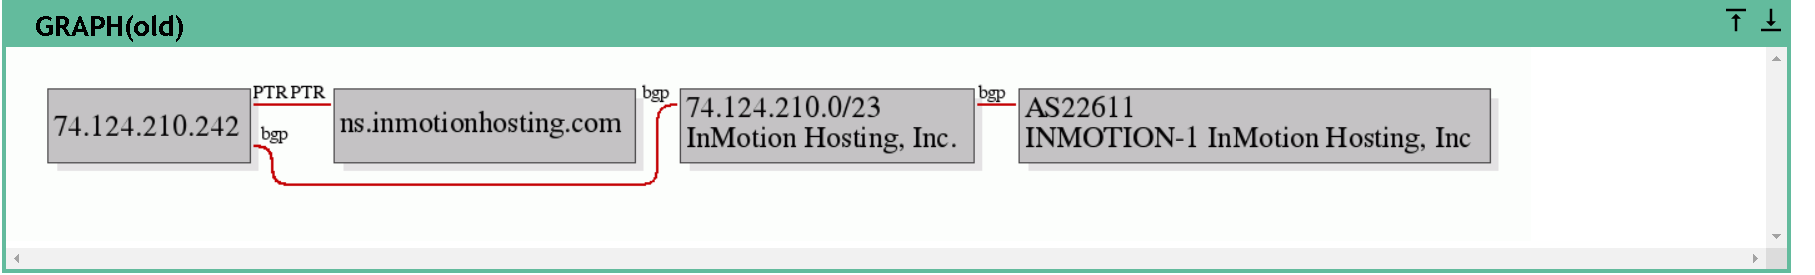 GRAPH(old)
PTR PTR
bgp
bgp
bgp
74.124.210.242
ns.inmotionhosting.com
74.124.210.0/23
InMotion Hosting, Inc.
AS22611
INMOTION-1 InMotion Hosting, Inc